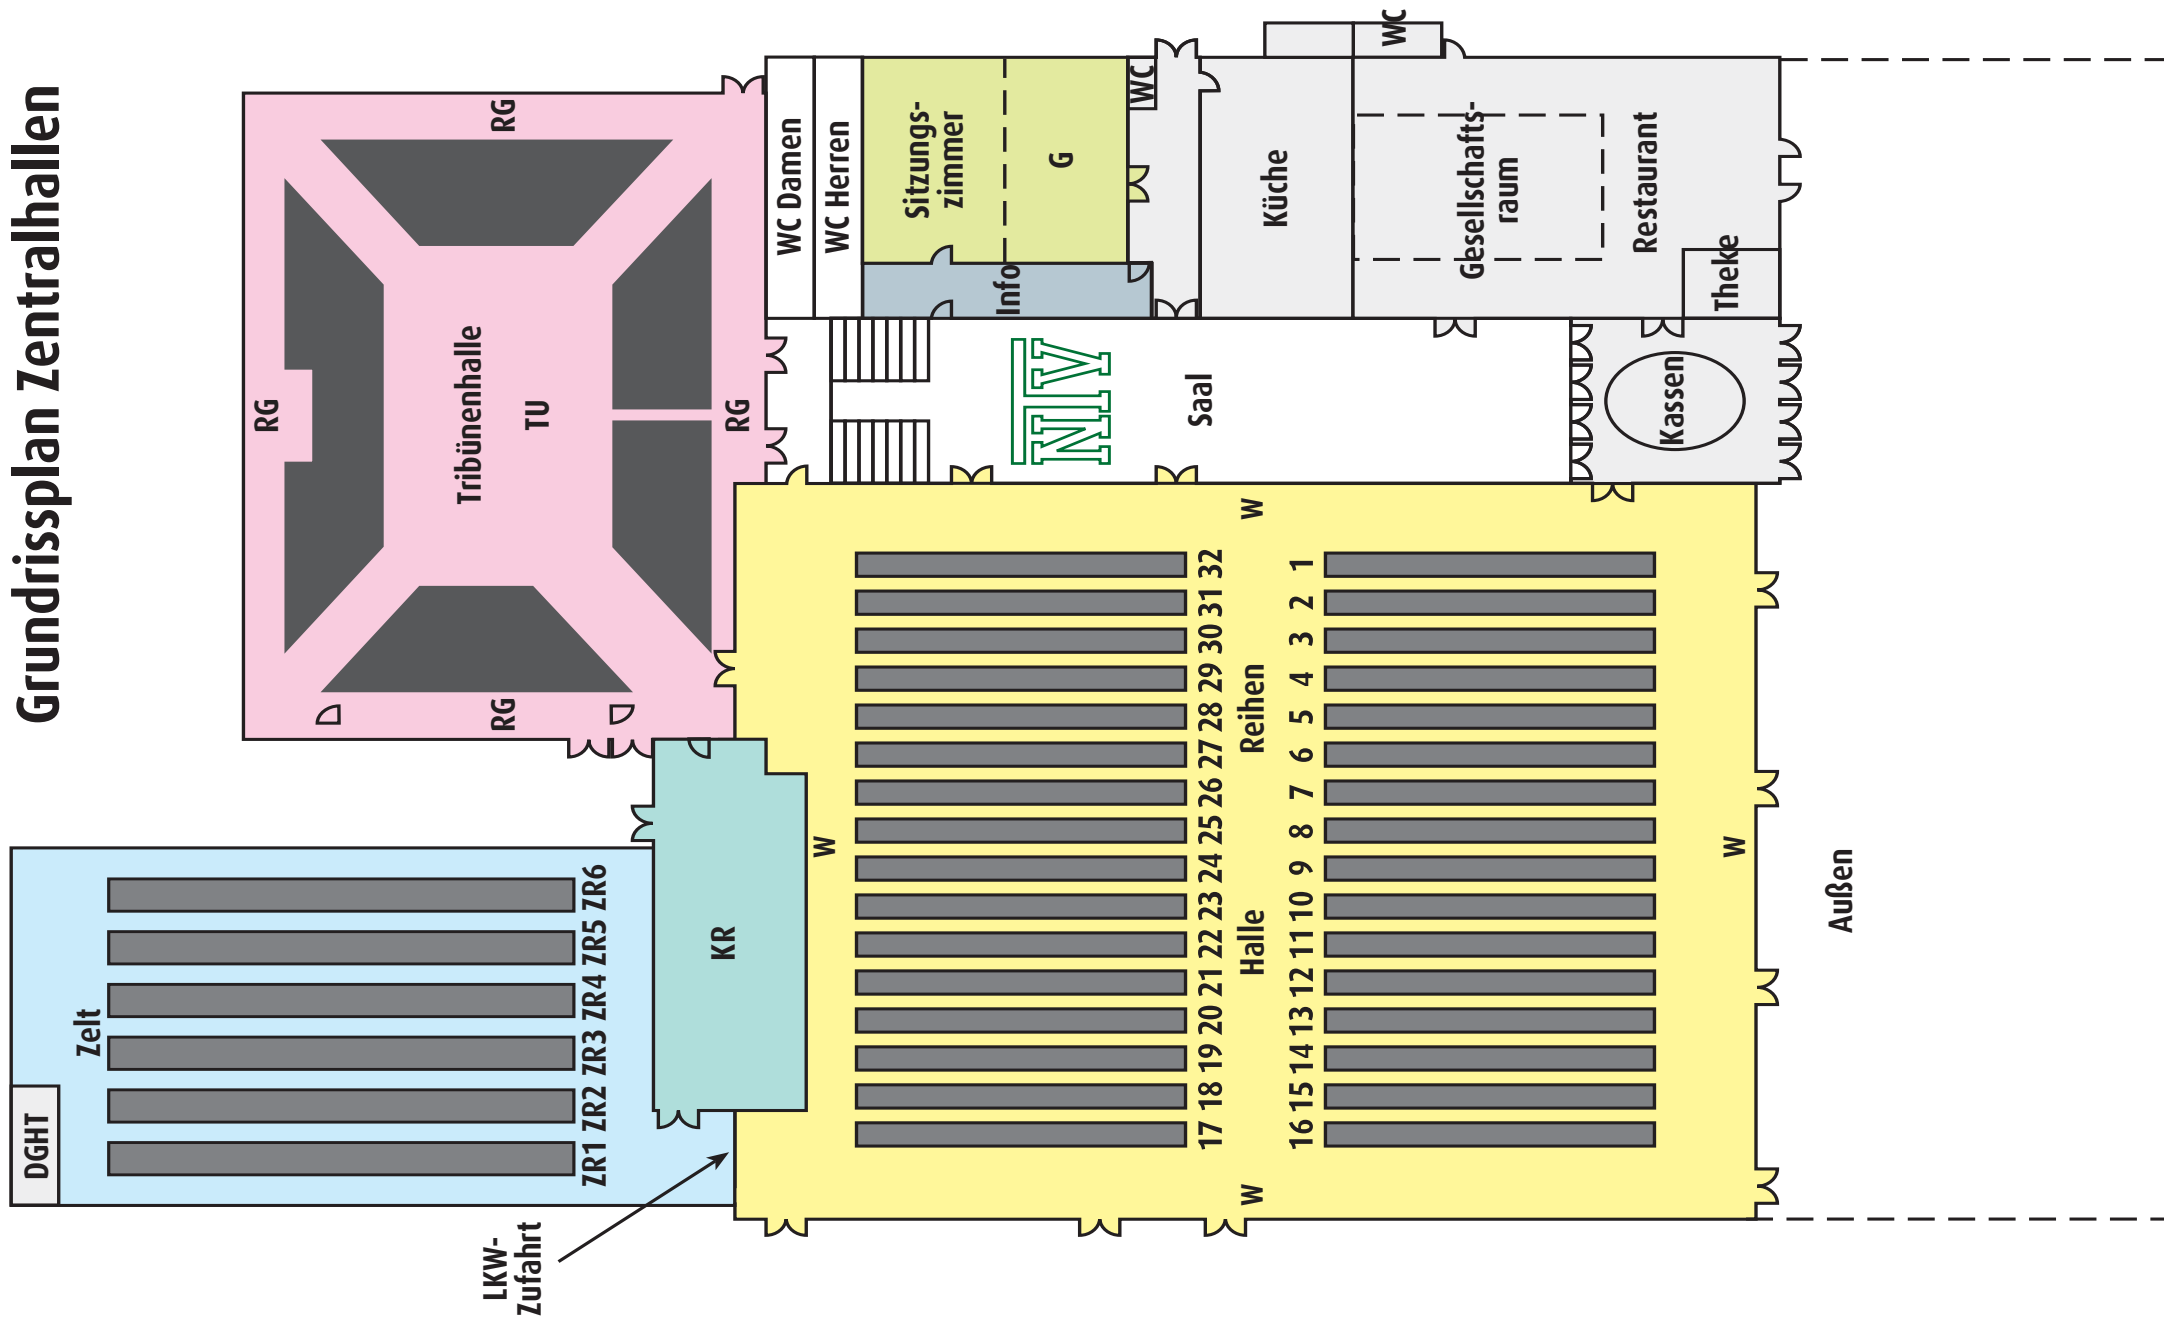 Grundrissplan Zentralhallen
DGHT
Zelt
ZR1
ZR2
ZR3
ZR4
ZR5
ZR6
RG
RG
RG
RG
Tribünenhalle
TU
LKW-
Zufahrt
KR
WC Damen
WC Herren
Sitzungs-
zimmer
G
Info
WC
NTV
Saal
Küche
WC
Gesellschafts-
raum
Restaurant
Theke
Kassen
W
W
W
W
17 18 19 20 21 22 23 24 25 26 27 28 29 30 31 32
Halle
Reihen
16 15 14 13 12 11 10 9 8 7 6 5 4 3 2 1
Außen